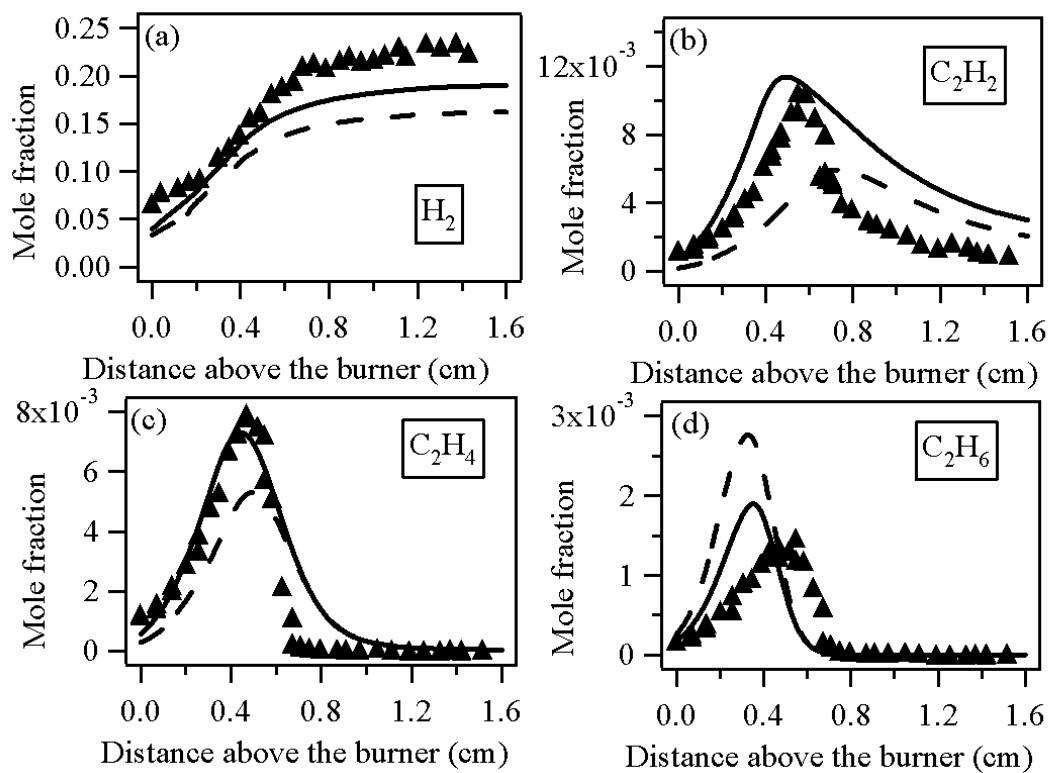 (a)
0.25
0.20
0.15
0.10
0.05
0.00
Mole fraction
H₂
0.0 0.4 0.8 1.2 1.6
Distance above the burner (cm)
(b)
12x10⁻³
8
4
0
Mole fraction
C₂H₂
0.0 0.4 0.8 1.2 1.6
Distance above the burner (cm)
(c)
8x10⁻³
6
4
2
0
Mole fraction
C₂H₄
0.0 0.4 0.8 1.2 1.6
Distance above the burner (cm)
(d)
3x10⁻³
2
1
0
Mole fraction
C₂H₆
0.0 0.4 0.8 1.2 1.6
Distance above the burner (cm)